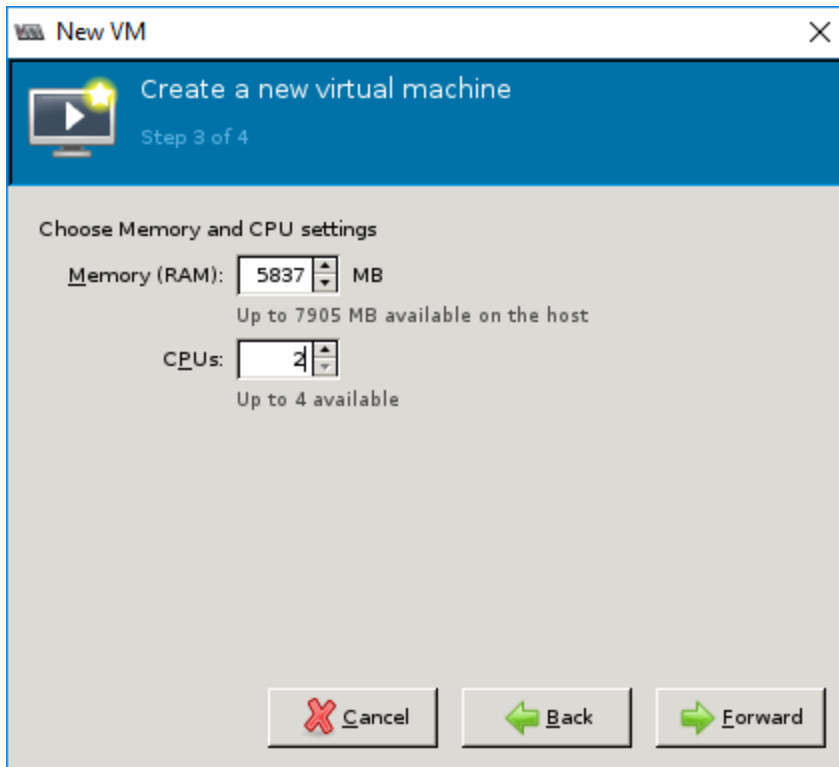 New VM
Create a new virtual machine
Step 3 of 4
Choose Memory and CPU settings
Memory (RAM): 5837 MB
Up to 7905 MB available on the host
CPUs: 2
Up to 4 available
Cancel Back Forward